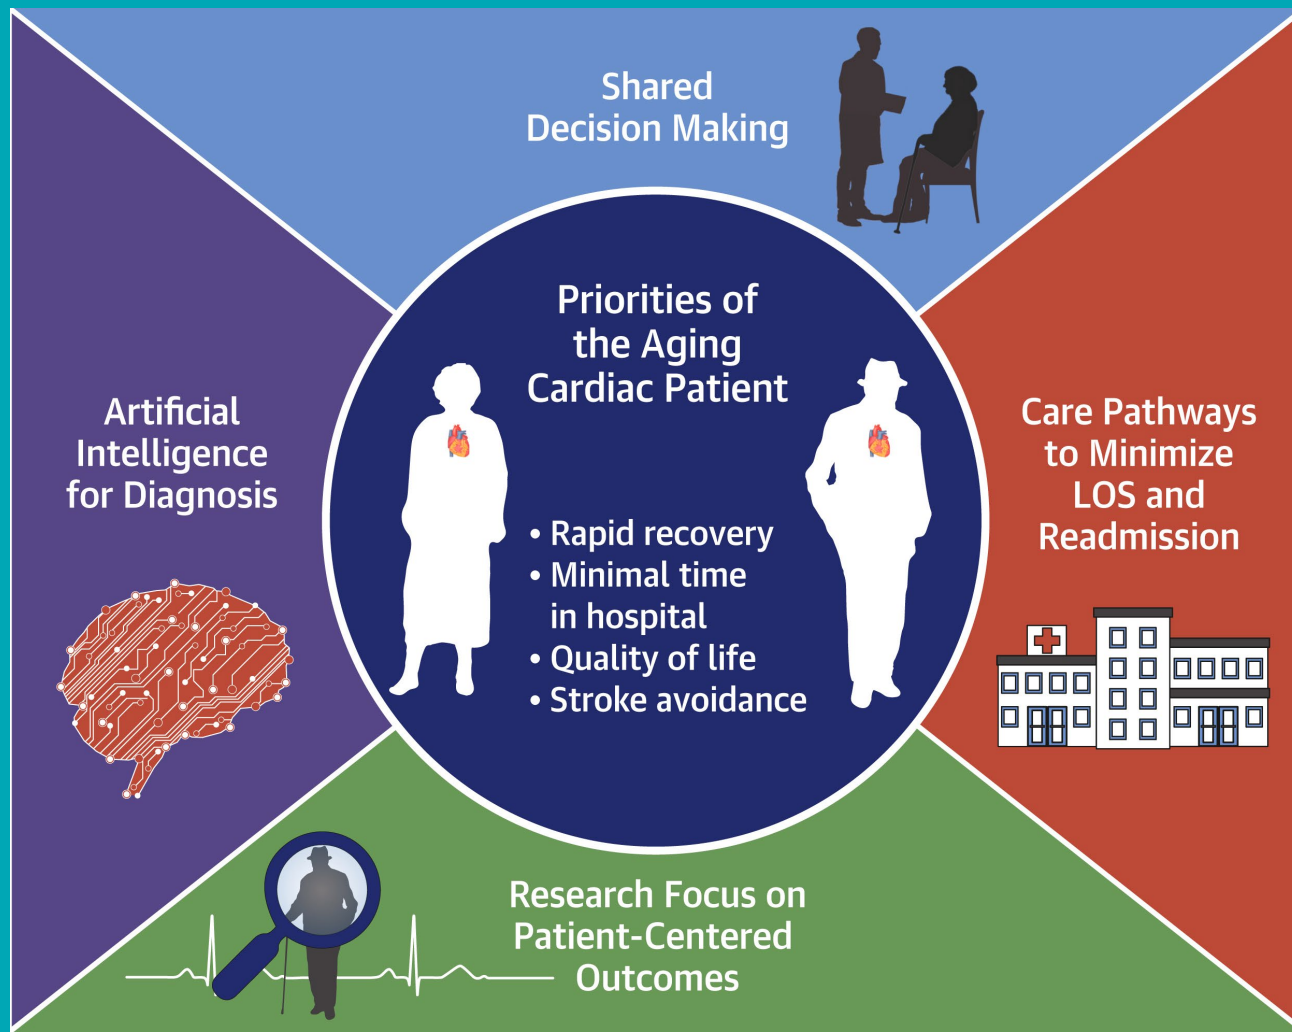 Shared
Decision Making
Priorities of
the Aging
Cardiac Patient
• Rapid recovery
• Minimal time
in hospital
• Quality of life
• Stroke avoidance
Artificial
Intelligence
for Diagnosis
Care Pathways
to Minimize
LOS and
Readmission
Research Focus on
Patient-Centered
Outcomes